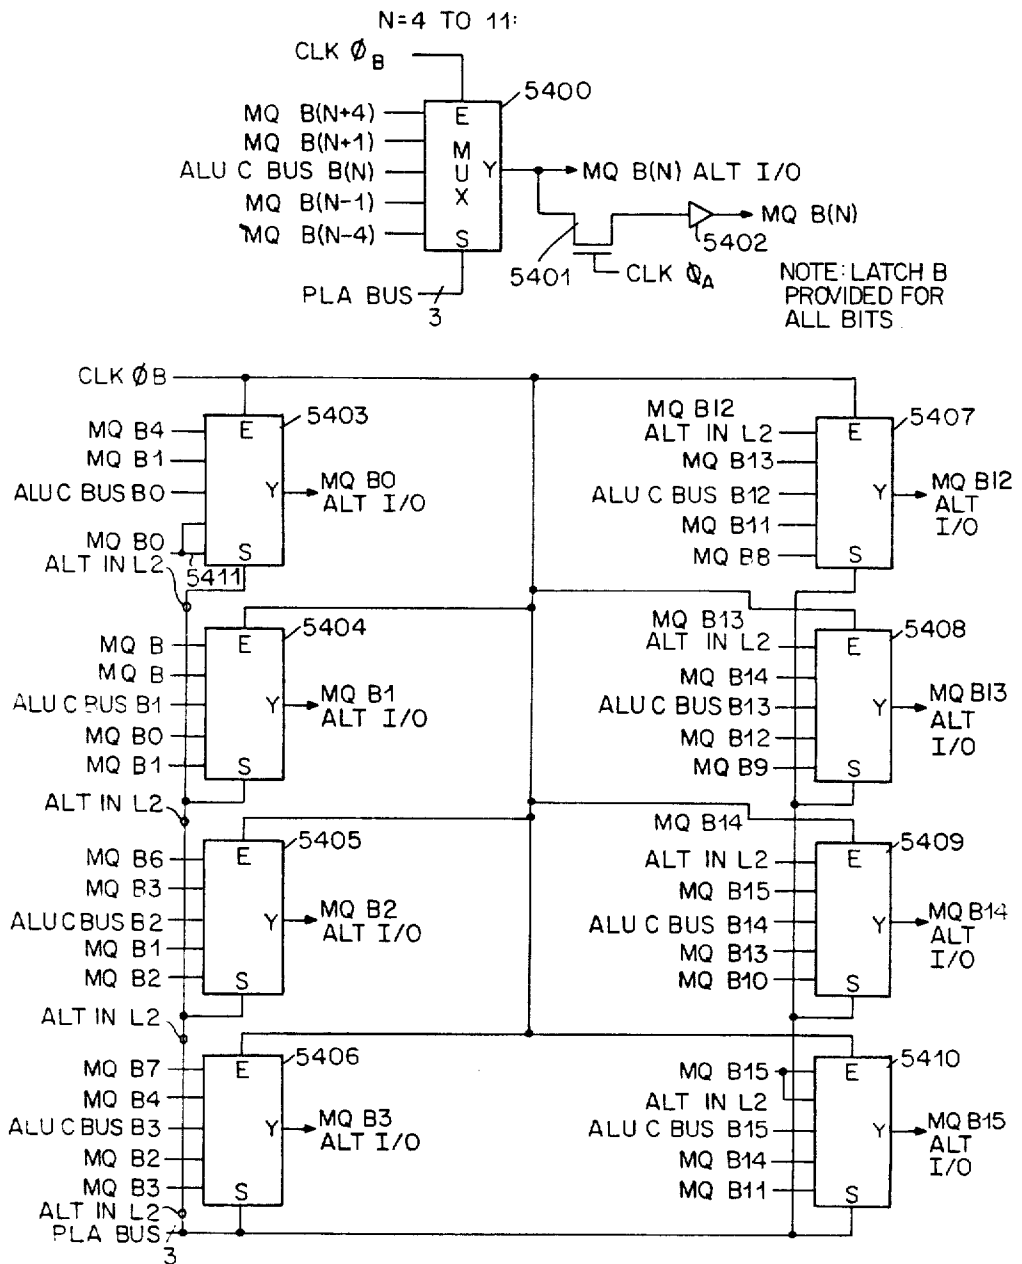 N=4 TO 11:
CLK ØB
5400
MQ B(N+4)
MQ B(N+1)
ALU C BUS B(N)
MQ B(N-1)
MQ B(N-4)
E
MUX
Y
S
MQ B(N) ALT I/O
MQ B(N)
5402
5401
CLK ØA
PLA BUS
3
NOTE: LATCH B
PROVIDED FOR
ALL BITS
CLK ØB
5403
MQ B4
MQ B1
ALU C BUS B0
MQ B0
ALT IN L2
5411
E
Y
S
MQ B0
ALT I/O
5404
MQ B
MQ B
ALU C BUS B1
MQ B0
MQ B1
ALT IN L2
E
Y
S
MQ B1
ALT I/O
5405
MQ B6
MQ B3
ALU C BUS B2
MQ B1
MQ B2
ALT IN L2
E
Y
S
MQ B2
ALT I/O
5406
MQ B7
MQ B4
ALU C BUS B3
MQ B2
MQ B3
ALT IN L2
PLA BUS
3
E
Y
S
MQ B3
ALT I/O
5407
MQ B12
ALT IN L2
MQ B13
ALU C BUS B12
MQ B11
MQ B8
E
Y
S
MQ B12
ALT
I/O
5408
MQ B13
ALT IN L2
MQ B14
ALU C BUS B13
MQ B12
MQ B9
E
Y
S
MQ B13
ALT
I/O
5409
MQ B14
ALT IN L2
MQ B15
ALU C BUS B14
MQ B13
MQ B10
E
Y
S
MQ B14
ALT
I/O
5410
MQ B15
ALT IN L2
ALU C BUS B15
MQ B14
MQ B11
E
Y
S
MQ B15
ALT
I/O